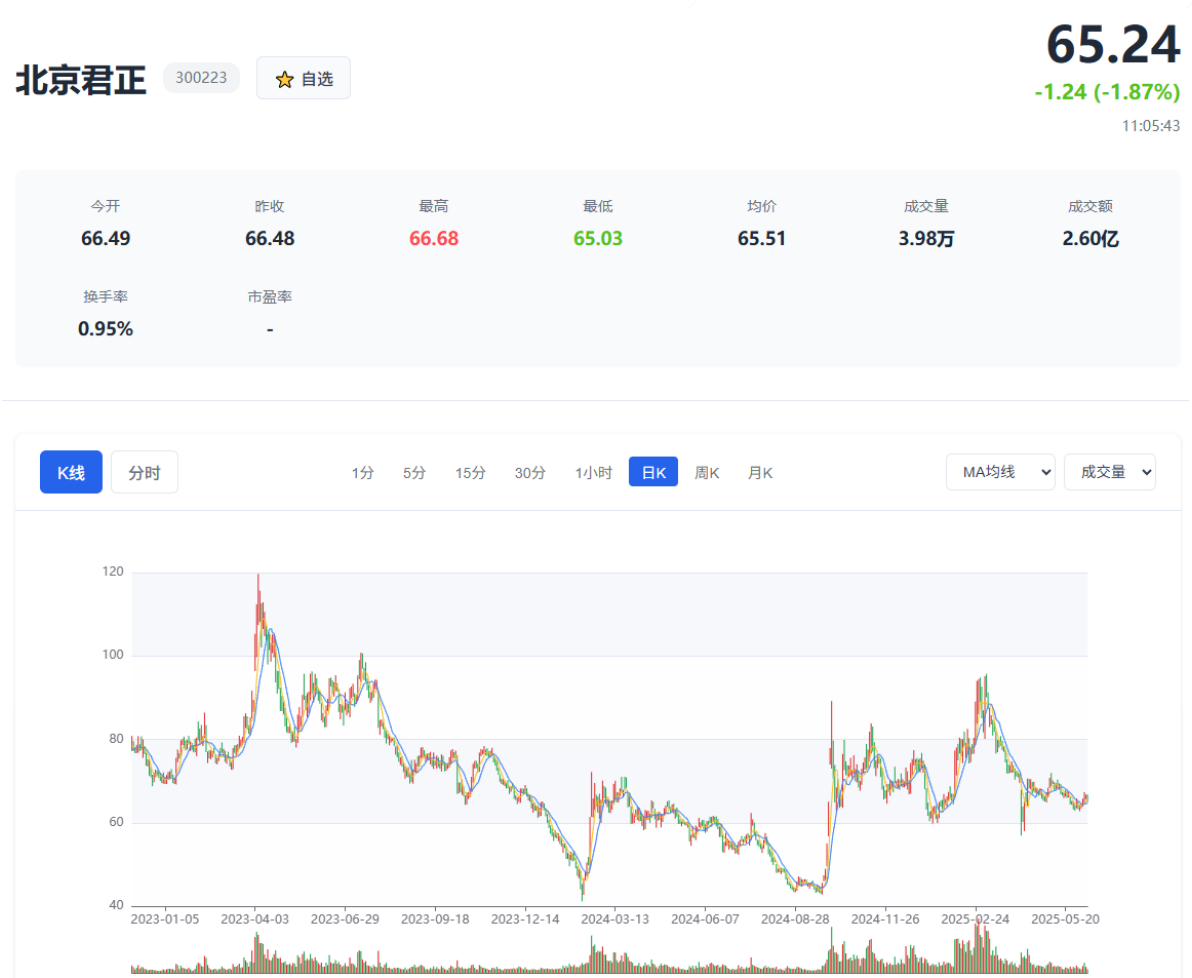 65.24
北京君正 300223 自选
-1.24 (-1.87%)
11:05:43
今开 昨收 最高 最低 均价 成交量 成交额
66.49 66.48 66.68 65.03 65.51 3.98万 2.60亿
换手率 市盈率
0.95% -
K线 分时 1分 5分 15分 30分 1小时 日K 周K 月K MA均线 成交量
120
100
80
60
40
2023-01-05 2023-04-03 2023-06-29 2023-09-18 2023-12-14 2024-03-13 2024-06-07 2024-08-28 2024-11-26 2025-02-24 2025-05-20